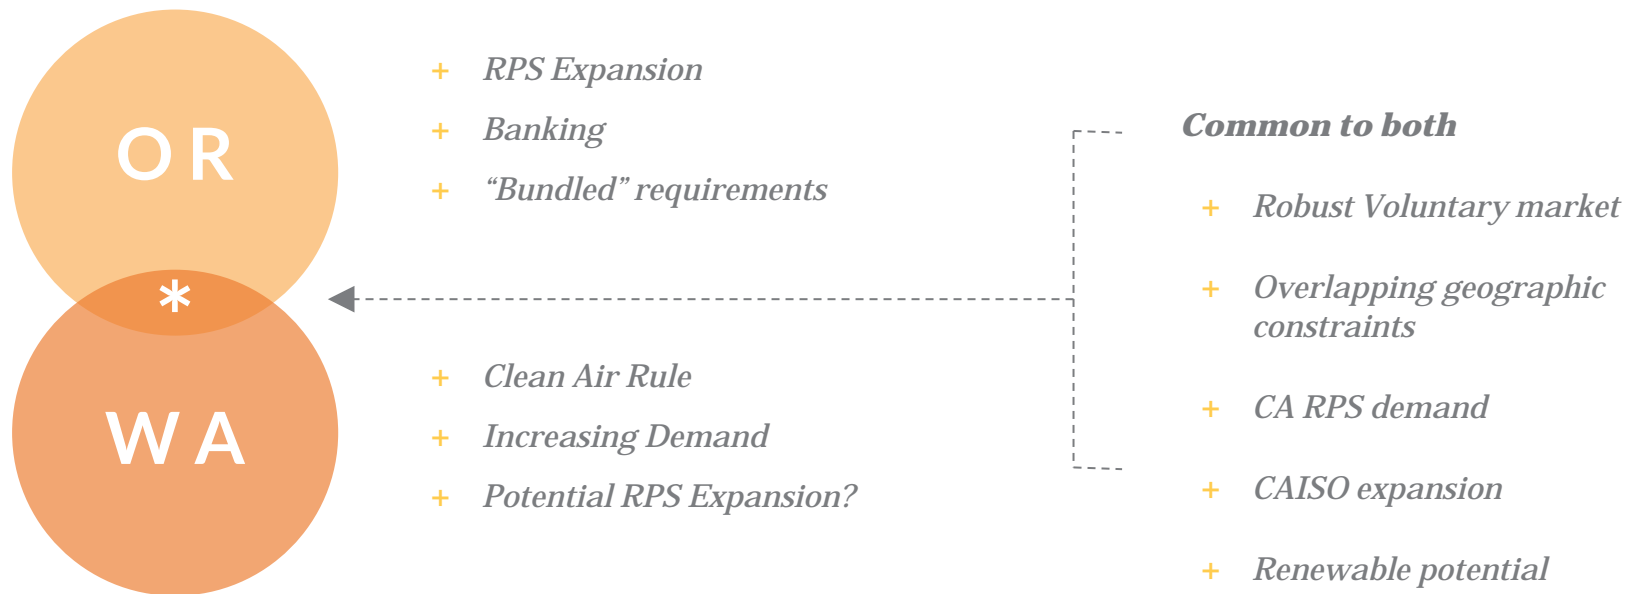 OR
+ RPS Expansion
+ Banking
+ “Bundled” requirements
*
WA
+ Clean Air Rule
+ Increasing Demand
+ Potential RPS Expansion?
Common to both
+ Robust Voluntary market
+ Overlapping geographic
constraints
+ CA RPS demand
+ CAISO expansion
+ Renewable potential